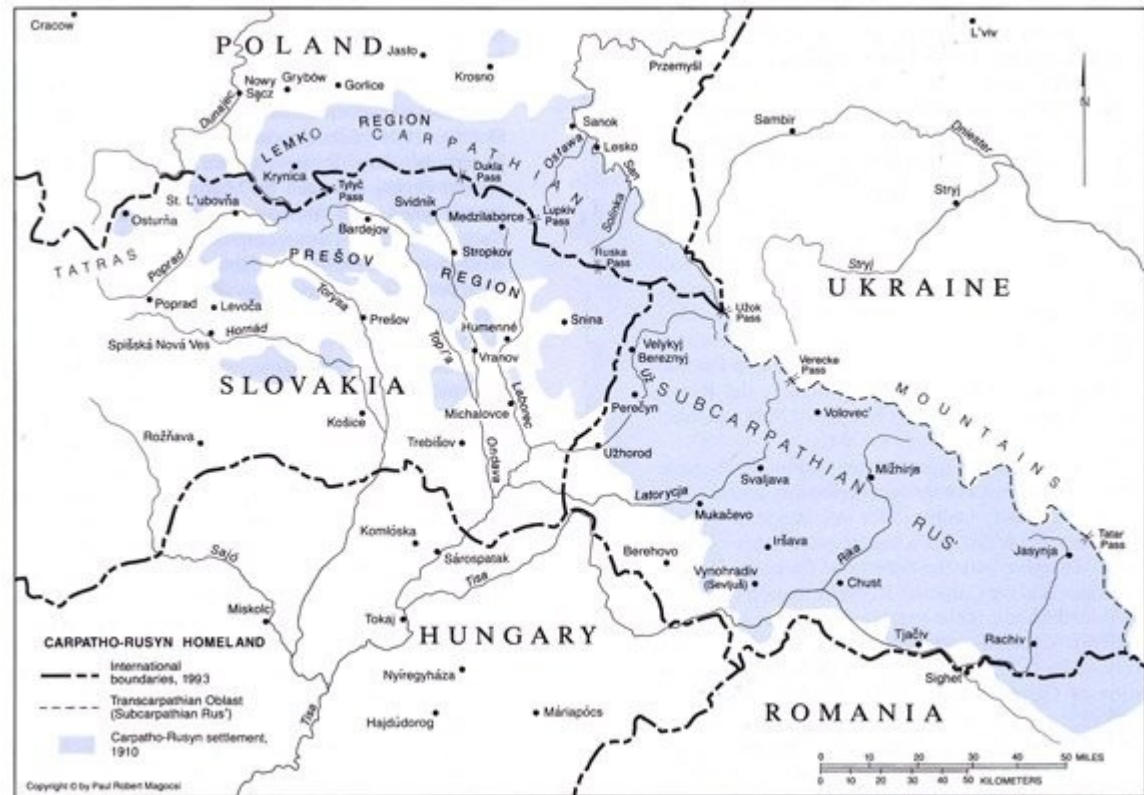 Cracow
POLAND
Jasło
Krosno
Przemyśl
L'viv
Nowy
Sącz
Grybów
Gorlice
Dunajec
LEMKO
REGION
CARPATHIAN
Sanok
Lesko
Osława
San
Solinka
Sambir
Dniester
Stryj
Stryj
N
Krynica
Tylyč
Pass
Dukla
Pass
Svidník
Medzilaborce
Lupkiv
Pass
Ruska
Pass
St. L'ubovňa
Osturňa
Bardejov
Stropkov
TATRAS
Poprad
PREŠOV
REGION
UKRAINE
Užok
Pass
Poprad
Levoča
Torysa
Prešov
Top l'a
Humenné
Snina
Velykyj
Bereznyj
Verecke
Pass
Spišská Nová Ves
Hornád
Vranov
Už
SUBCARPATHIAN
RUS'
MOUNTAINS
SLOVAKIA
Laborec
Perečyn
Volovec'
Košice
Michalovce
Rožňava
Trebišov
Ondava
Užhorod
Mižhirja
Svaljava
Latorycja
Mukačevo
Tatar
Pass
Komlóska
Sárospatak
Berehovo
Iršava
Rika
Jasynja
Sajó
Tisa
Vynohradiv
(Sevljuš)
Chust
Miskolc
Tokaj
HUNGARY
Tjačiv
Rachiv
Sighet
Nyíregyháza
Tisa
Hajdúdorog
Máriapócs
ROMANIA
CARPATHO-RUSYN HOMELAND
International
boundaries, 1993
Transcarpathian Oblast
(Subcarpathian Rus')
Carpatho-Rusyn settlement,
1910
0 10 20 30 40 50 MILES
0 10 20 30 40 50 KILOMETERS
Copyright © by Paul Robert Magocsi